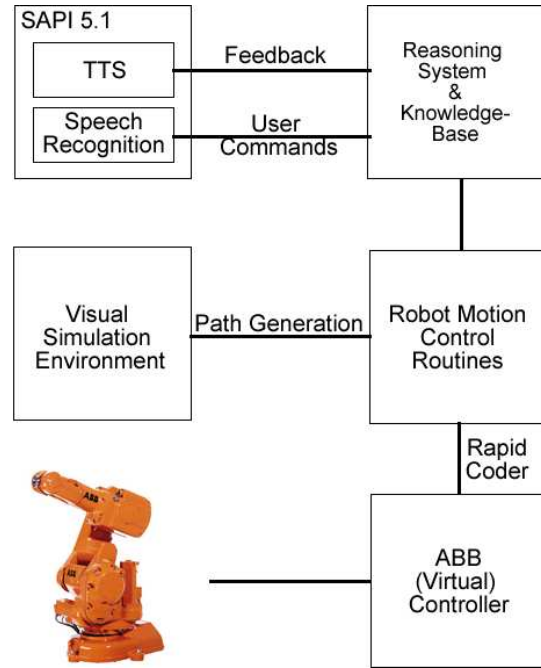 SAPI 5.1
TTS
Speech
Recognition
Feedback
User
Commands
Reasoning
System
&
Knowledge-
Base
Visual
Simulation
Environment
Path Generation
Robot Motion
Control
Routines
Rapid
Coder
ABB
(Virtual)
Controller
ABB
ABB